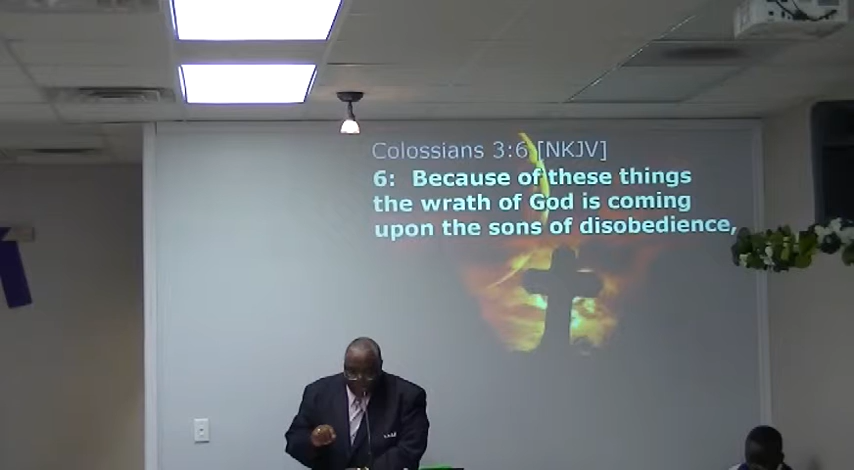 Colossians 3:6 [NKJV]
6: Because of these things
the wrath of God is coming
upon the sons of disobedience,